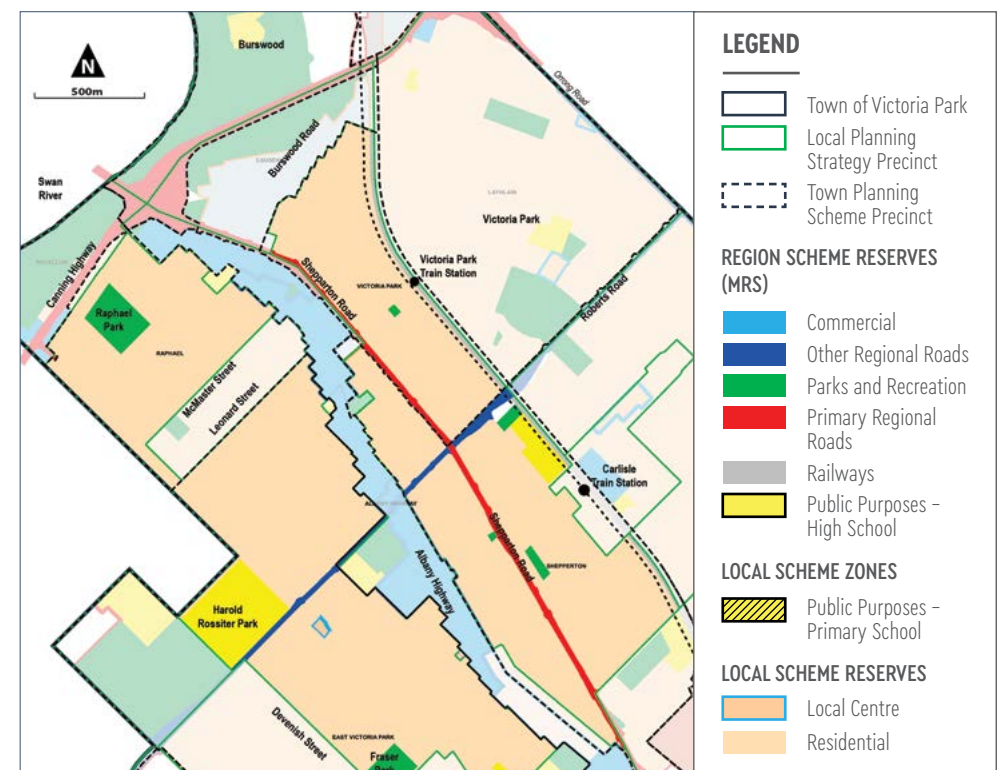 Burswood
N
500m
Orrong Road
Burswood Road
Swan
River
LATHLAIN
Victoria Park
Canning Highway
Victoria Park
Train Station
Shepparton Road
VICTORIA PARK
Roberts Road
Raphael
Park
RAPHAEL
McMaster Street
Leonard Street
Carlisle
Train Station
Shepparton Road
SHEPPERTON
Albany Highway
Harold
Rossiter Park
Devenish Street
EAST VICTORIA PARK
Fraser
Park
LEGEND
Town of Victoria Park
Local Planning
Strategy Precinct
Town Planning
Scheme Precinct
REGION SCHEME RESERVES
(MRS)
Commercial
Other Regional Roads
Parks and Recreation
Primary Regional
Roads
Railways
Public Purposes –
High School
LOCAL SCHEME ZONES
Public Purposes –
Primary School
LOCAL SCHEME RESERVES
Local Centre
Residential